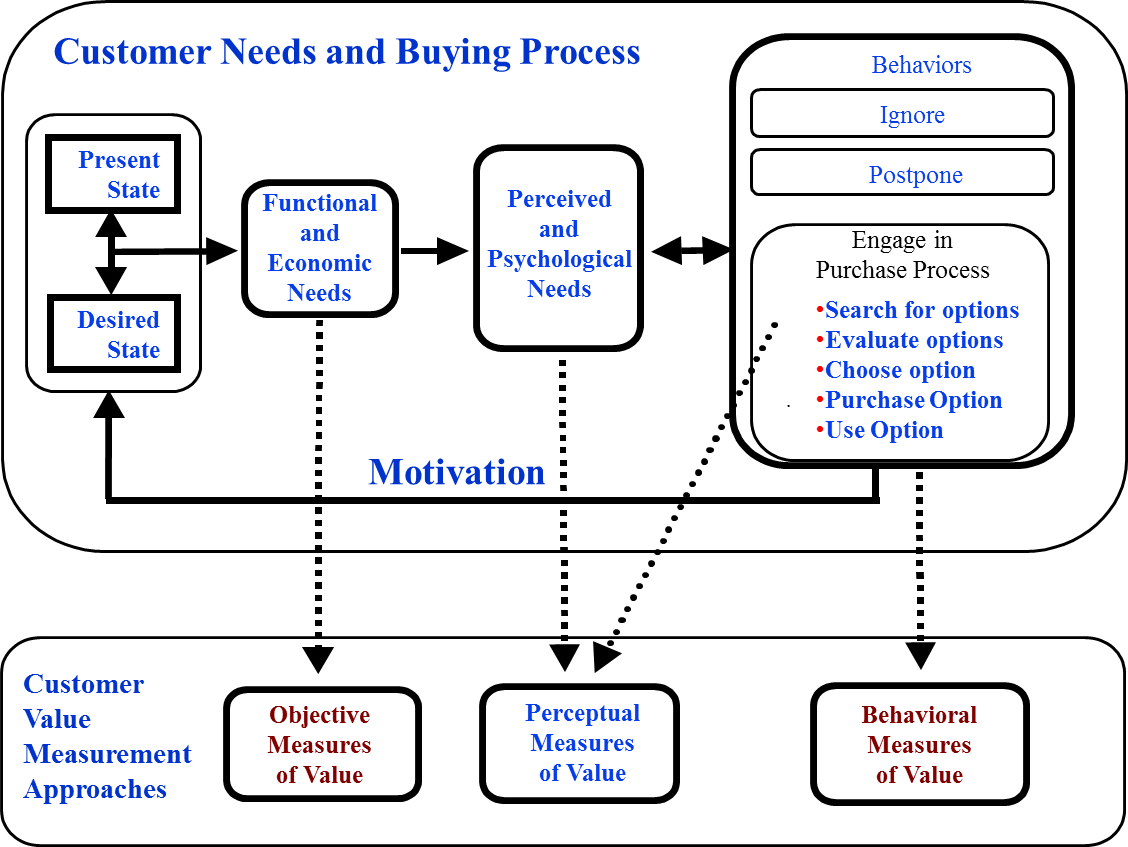 Customer Needs and Buying Process
Present
State
Desired
State
Functional
and
Economic
Needs
Perceived
and
Psychological
Needs
Behaviors
Ignore
Postpone
Engage in
Purchase Process
•Search for options
•Evaluate options
•Choose option
•Purchase Option
•Use Option
.
Motivation
Customer
Value
Measurement
Approaches
Objective
Measures
of Value
Perceptual
Measures
of Value
Behavioral
Measures
of Value